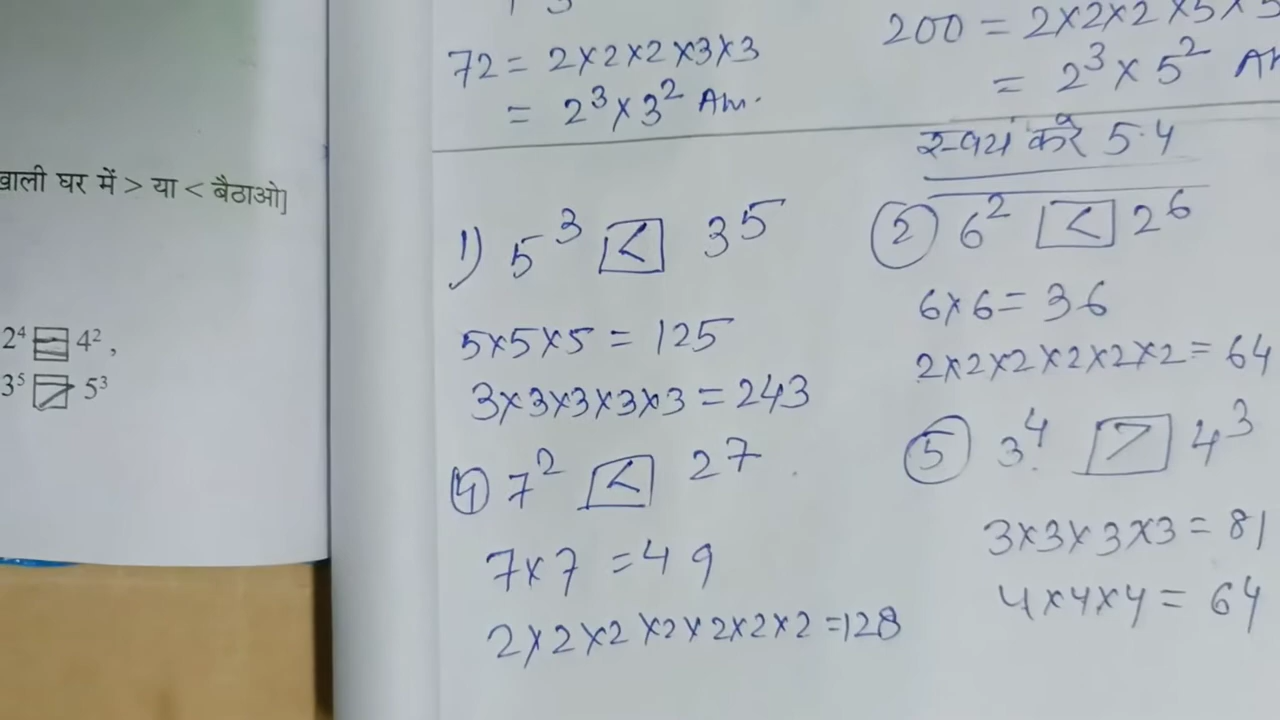 खाली घर में > या < बैठाओ]
2⁴ = 4²,
3⁵ > 5³
72 = 2×2×2×3×3
= 2³×3² Am.
200 = 2×2×2×5×5
= 2³×5²
स्वयं करे 5.4
1) 5³ < 3⁵
5×5×5 = 125
3×3×3×3×3 = 243
② 6² < 2⁶
6×6 = 36
2×2×2×2×2×2 = 64
④ 7² < 2⁷
7×7 = 49
2×2×2×2×2×2×2 = 128
⑤ 3⁴ > 4³
3×3×3×3 = 81
4×4×4 = 64